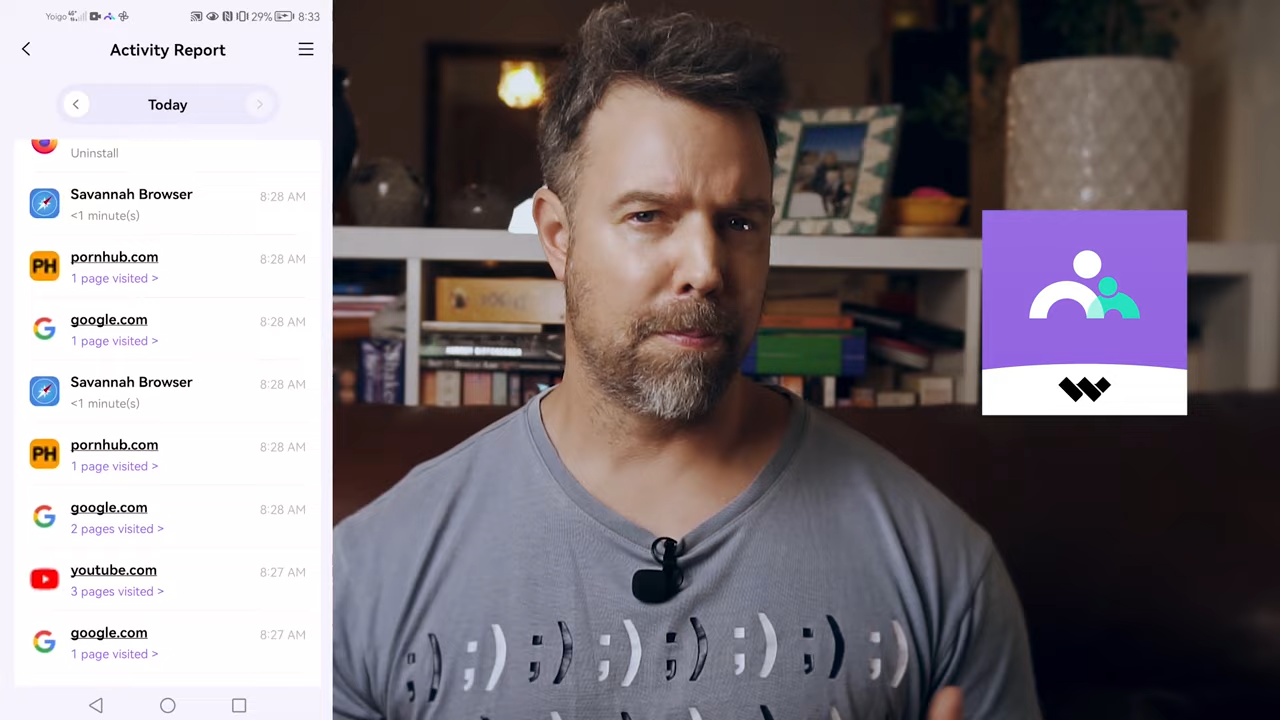 Yoigo
29%
8:33
Activity Report
Today
Uninstall
Savannah Browser
8:28 AM
<1 minute(s)
PH
pornhub.com
8:28 AM
1 page visited >
google.com
8:28 AM
1 page visited >
Savannah Browser
8:28 AM
<1 minute(s)
PH
pornhub.com
8:28 AM
1 page visited >
google.com
8:28 AM
2 pages visited >
youtube.com
8:27 AM
3 pages visited >
google.com
8:27 AM
1 page visited >
;) ;) ;) ;) ;) ;) ;) ;)